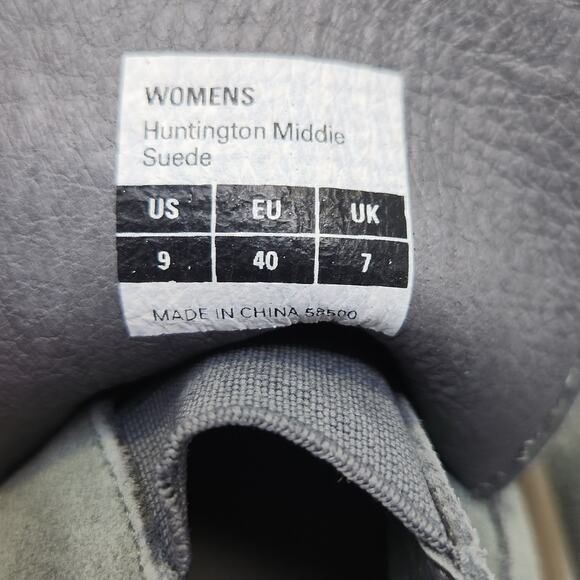 WOMENS
Huntington Middie
Suede
US EU UK
9 40 7
MADE IN CHINA 58500